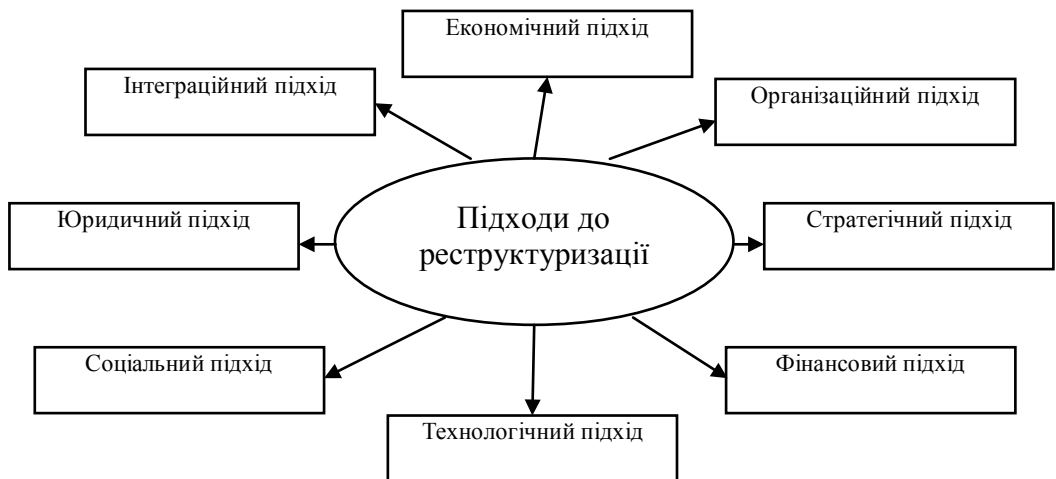 Економічний підхід
Інтеграційний підхід
Організаційний підхід
Юридичний підхід
Підходи до
реструктуризації
Стратегічний підхід
Соціальний підхід
Фінансовий підхід
Технологічний підхід